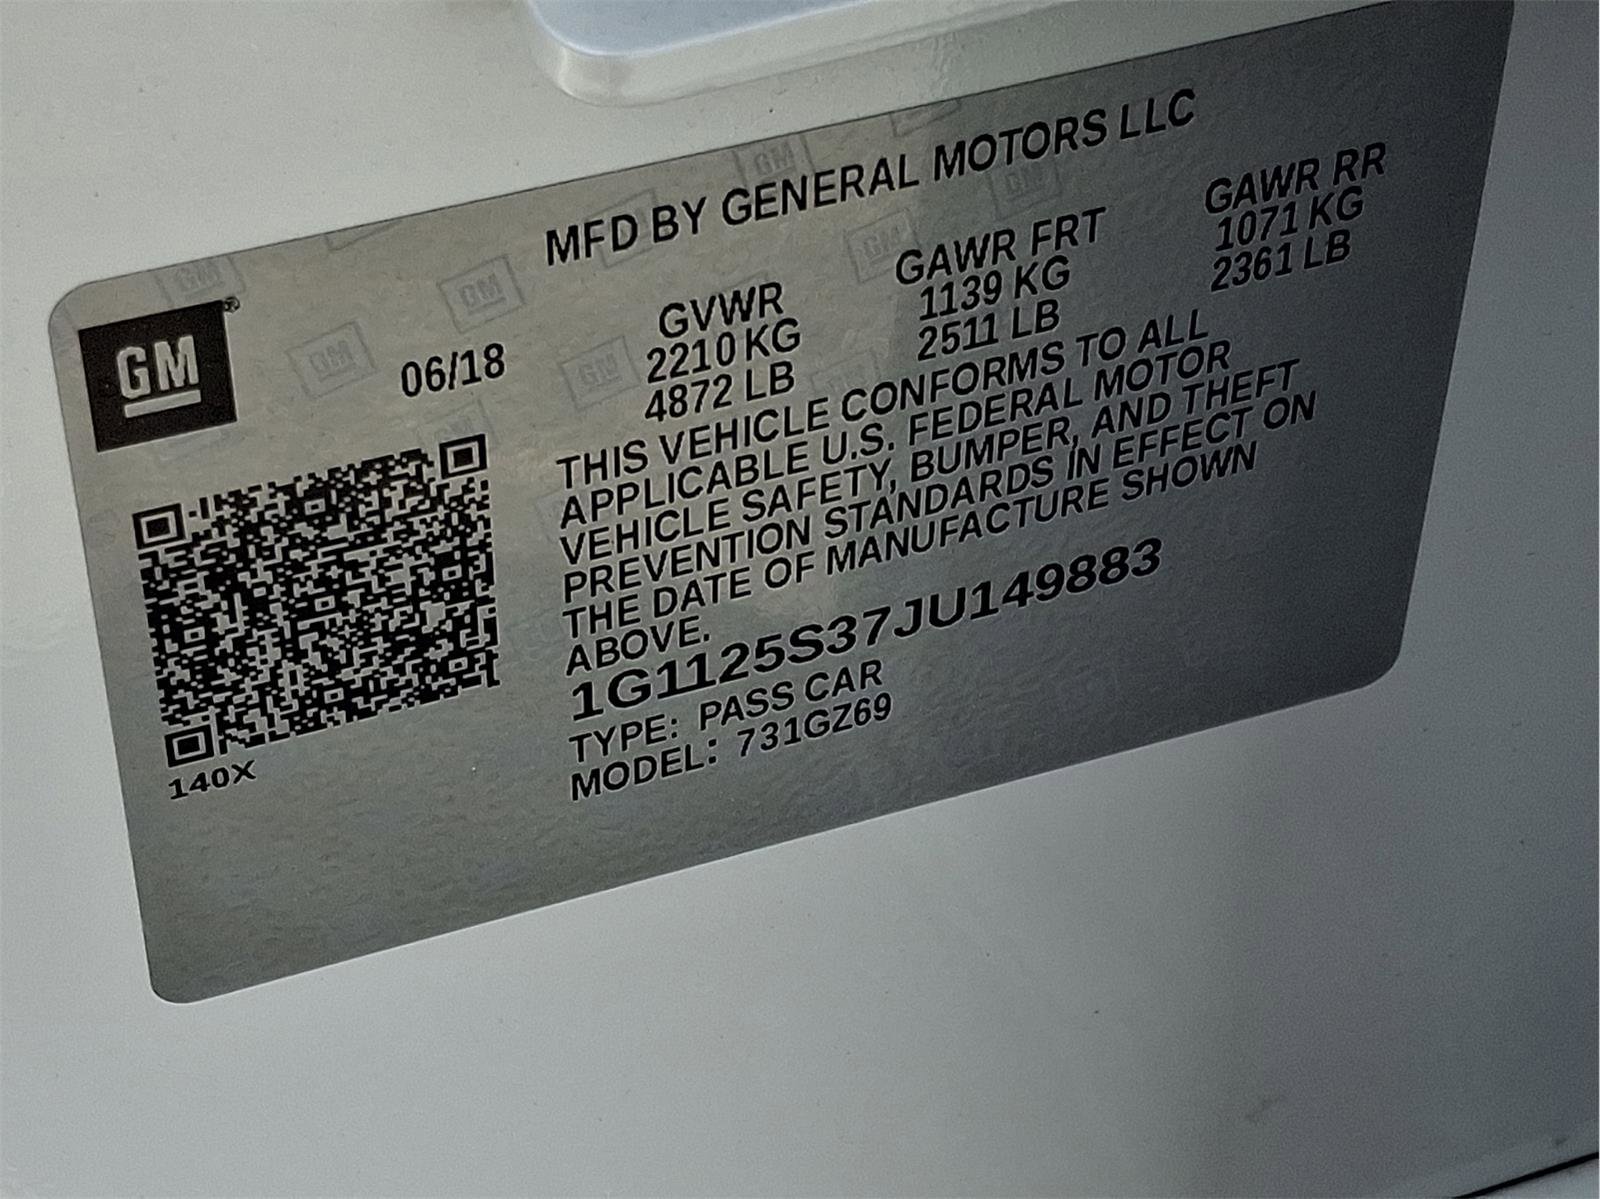 MFD BY GENERAL MOTORS LLC
GM®
06/18
GVWR
2210 KG
4872 LB
GAWR FRT
1139 KG
2511 LB
GAWR RR
1071 KG
2361 LB
THIS VEHICLE CONFORMS TO ALL
APPLICABLE U.S. FEDERAL MOTOR
VEHICLE SAFETY, BUMPER, AND THEFT
PREVENTION STANDARDS IN EFFECT ON
THE DATE OF MANUFACTURE SHOWN
ABOVE.
1G1125S37JU149883
TYPE: PASS CAR
MODEL: 731GZ69
140X